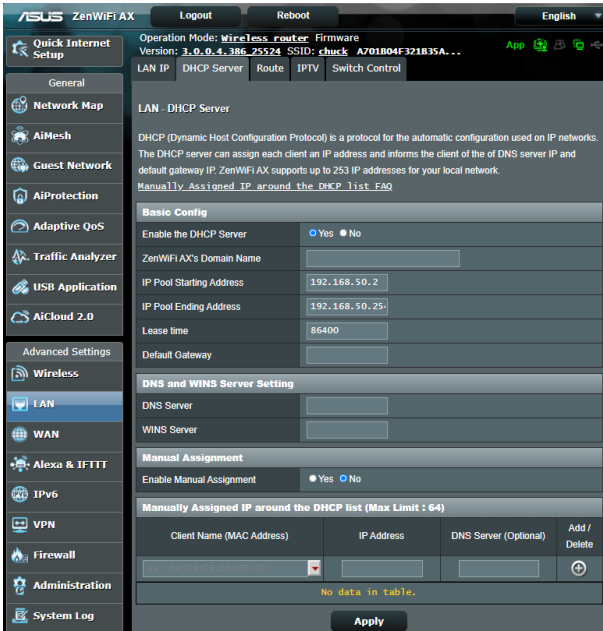 ASUS ZenWiFi AX Logout Reboot English
Quick Internet Setup
General
Network Map
AiMesh
Guest Network
AiProtection
Adaptive QoS
Traffic Analyzer
USB Application
AiCloud 2.0
Advanced Settings
Wireless
LAN
WAN
Alexa & IFTTT
IPv6
VPN
Firewall
Administration
System Log
Operation Mode: Wireless router Firmware
Version: 3.0.0.4.386_25524 SSID: chuck A701B04F321B35A...
App
LAN IP DHCP Server Route IPTV Switch Control
LAN - DHCP Server
DHCP (Dynamic Host Configuration Protocol) is a protocol for the automatic configuration used on IP networks.
The DHCP server can assign each client an IP address and informs the client of the of DNS server IP and
default gateway IP. ZenWiFi AX supports up to 253 IP addresses for your local network.
Manually Assigned IP around the DHCP list FAQ
Basic Config
Enable the DHCP Server Yes No
ZenWiFi AX's Domain Name
IP Pool Starting Address 192.168.50.2
IP Pool Ending Address 192.168.50.25
Lease time 86400
Default Gateway
DNS and WINS Server Setting
DNS Server
WINS Server
Manual Assignment
Enable Manual Assignment Yes No
Manually Assigned IP around the DHCP list (Max Limit : 64)
Client Name (MAC Address) IP Address DNS Server (Optional) Add / Delete
No data in table.
Apply